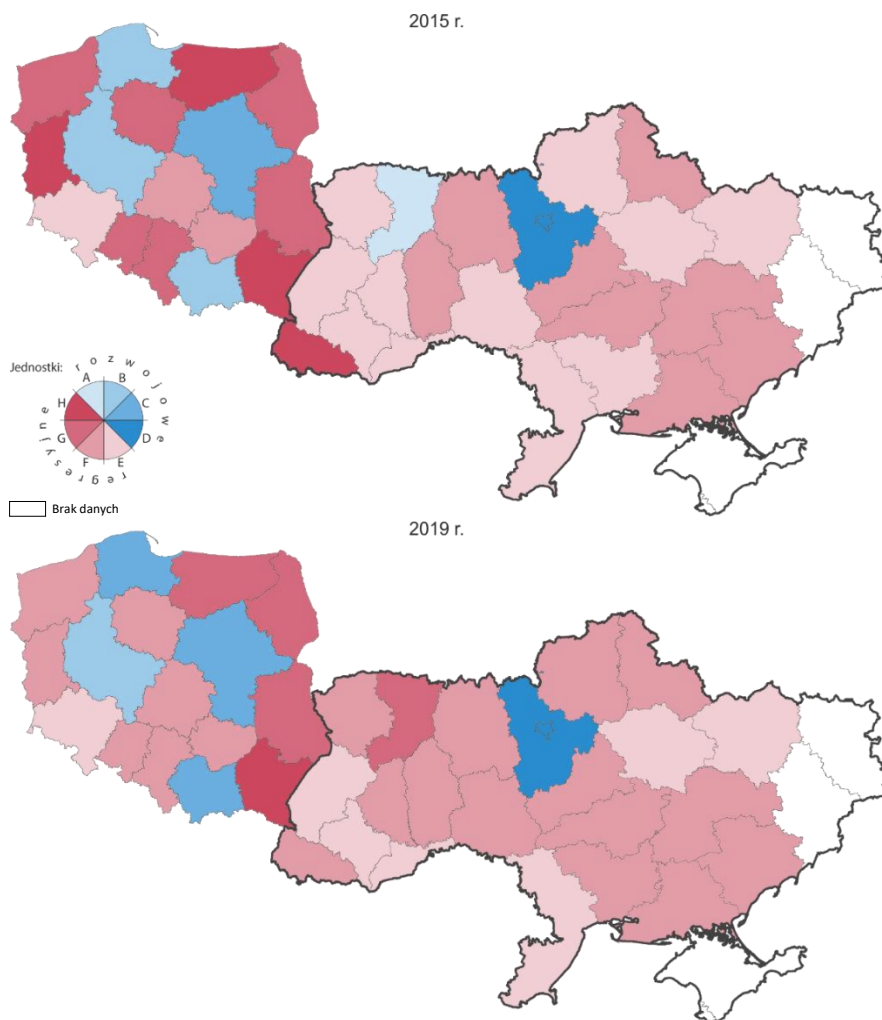 2015 r.
Jednostki:
rozwojowe
A
B
H
C
G
D
F
E
regresyjne
Brak danych
2019 r.